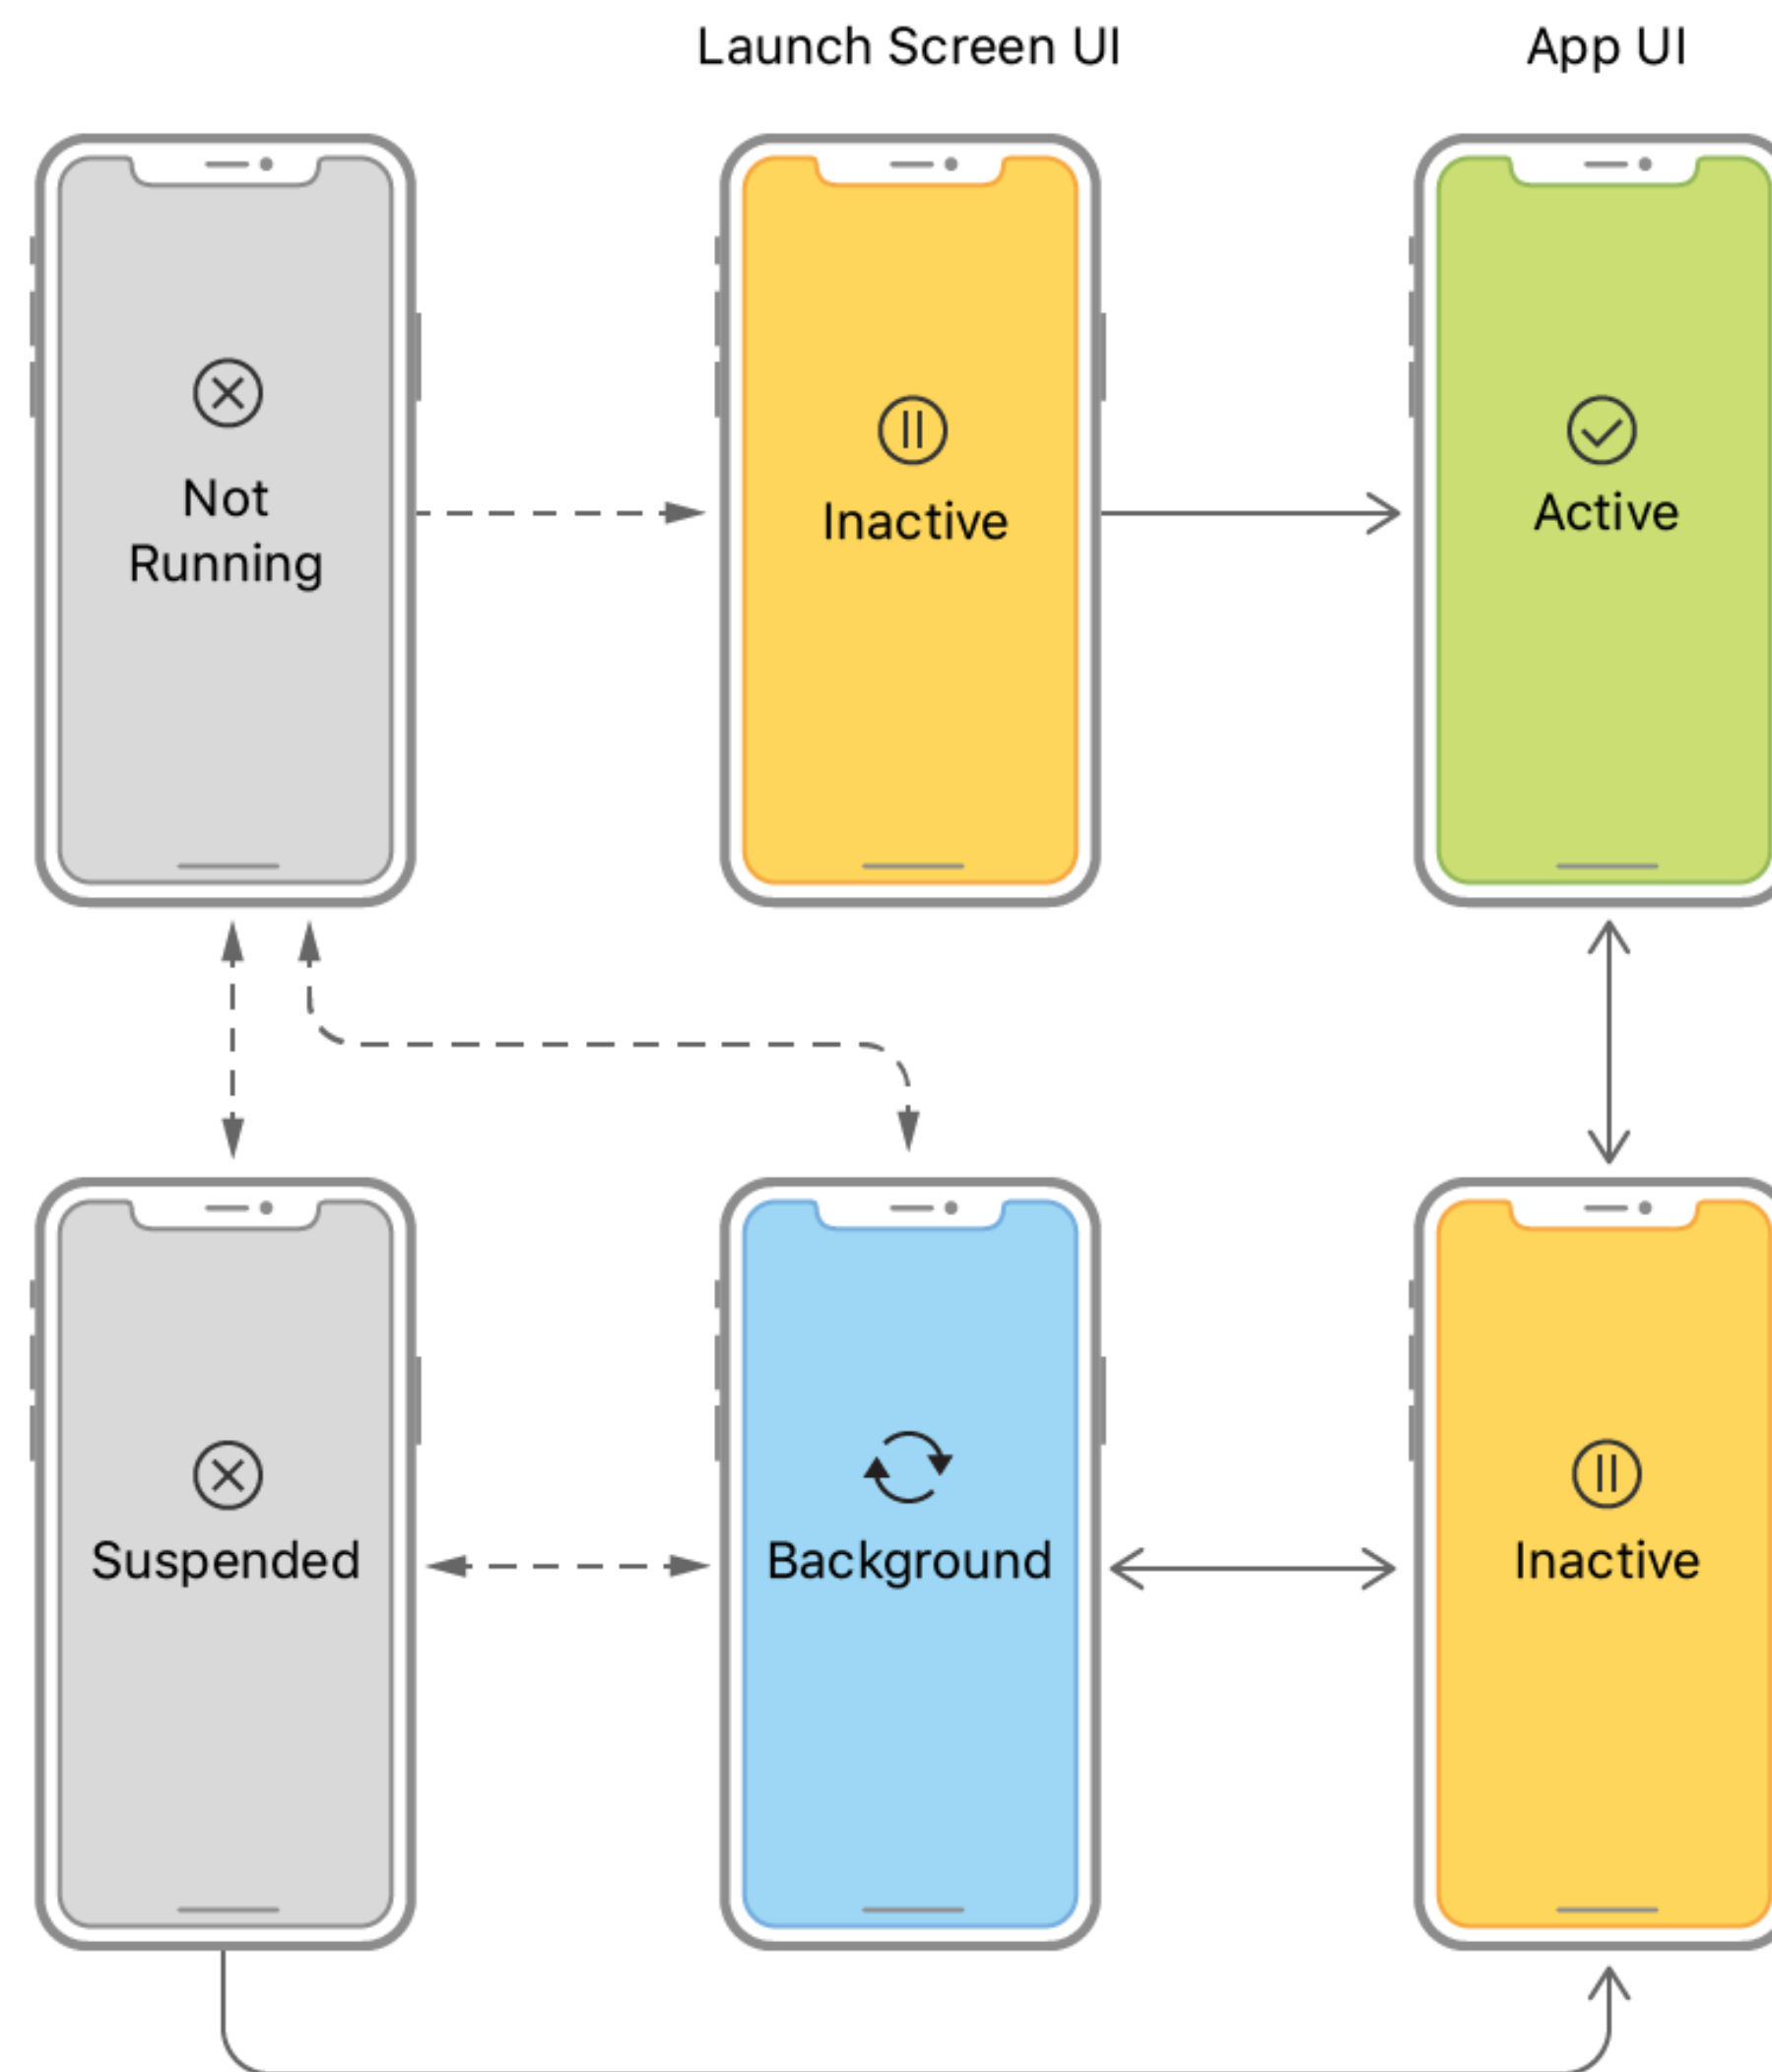 Launch Screen UI
App UI
Not
Running
Inactive
Active
Suspended
Background
Inactive